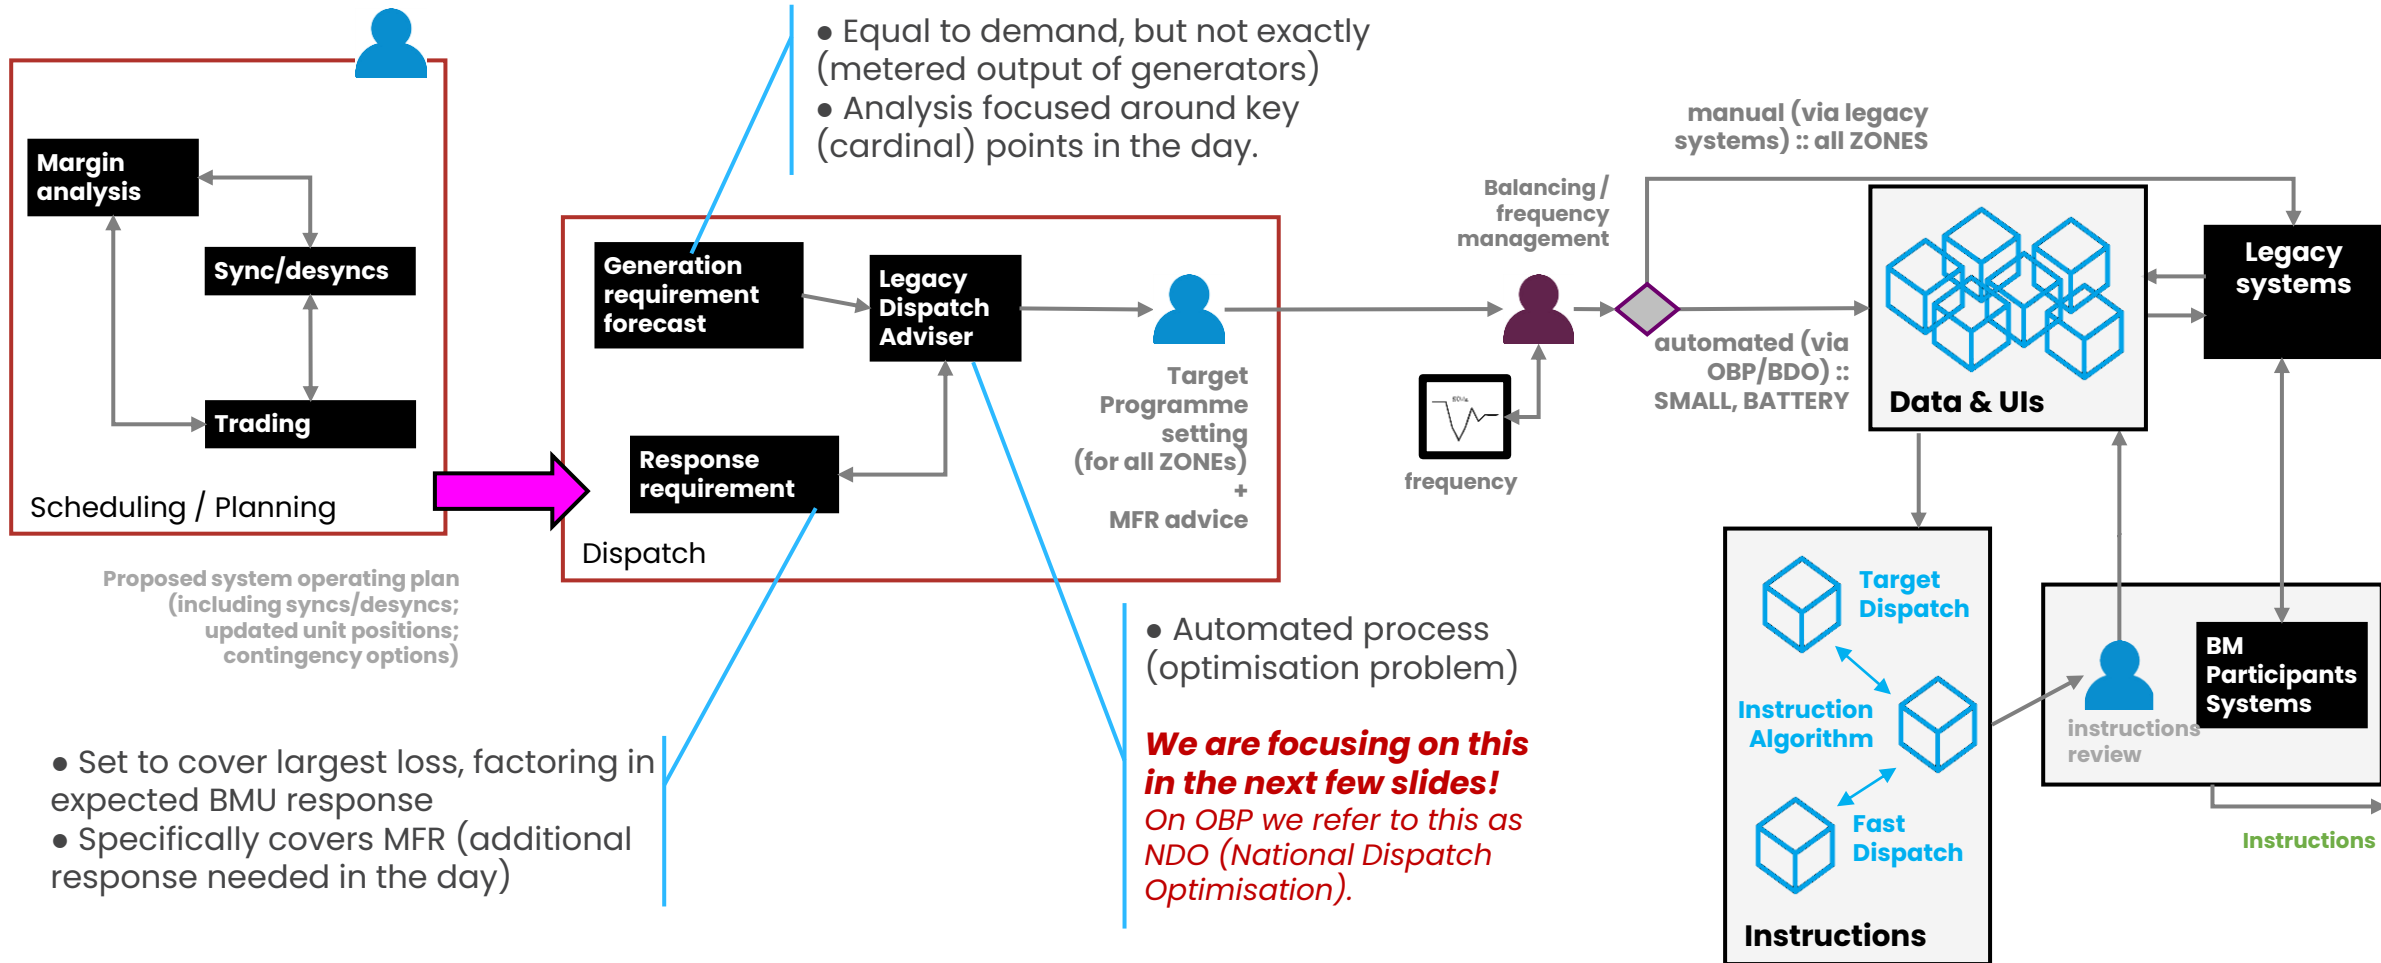 Margin
analysis
Sync/desyncs
Trading
Scheduling / Planning
Proposed system operating plan
(including syncs/desyncs;
updated unit positions;
contingency options)
● Equal to demand, but not exactly
(metered output of generators)
● Analysis focused around key
(cardinal) points in the day.
Generation
requirement
forecast
Legacy
Dispatch
Adviser
Response
requirement
Dispatch
Target
Programme
setting
(for all ZONEs)
+
MFR advice
● Set to cover largest loss, factoring in
expected BMU response
● Specifically covers MFR (additional
response needed in the day)
● Automated process
(optimisation problem)
We are focusing on this
in the next few slides!
On OBP we refer to this as
NDO (National Dispatch
Optimisation).
Balancing /
frequency
management
frequency
manual (via legacy
systems) :: all ZONES
automated (via
OBP/BDO) ::
SMALL, BATTERY
Data & UIs
Legacy
systems
Target
Dispatch
Instruction
Algorithm
Fast
Dispatch
Instructions
instructions
review
BM
Participants
Systems
Instructions